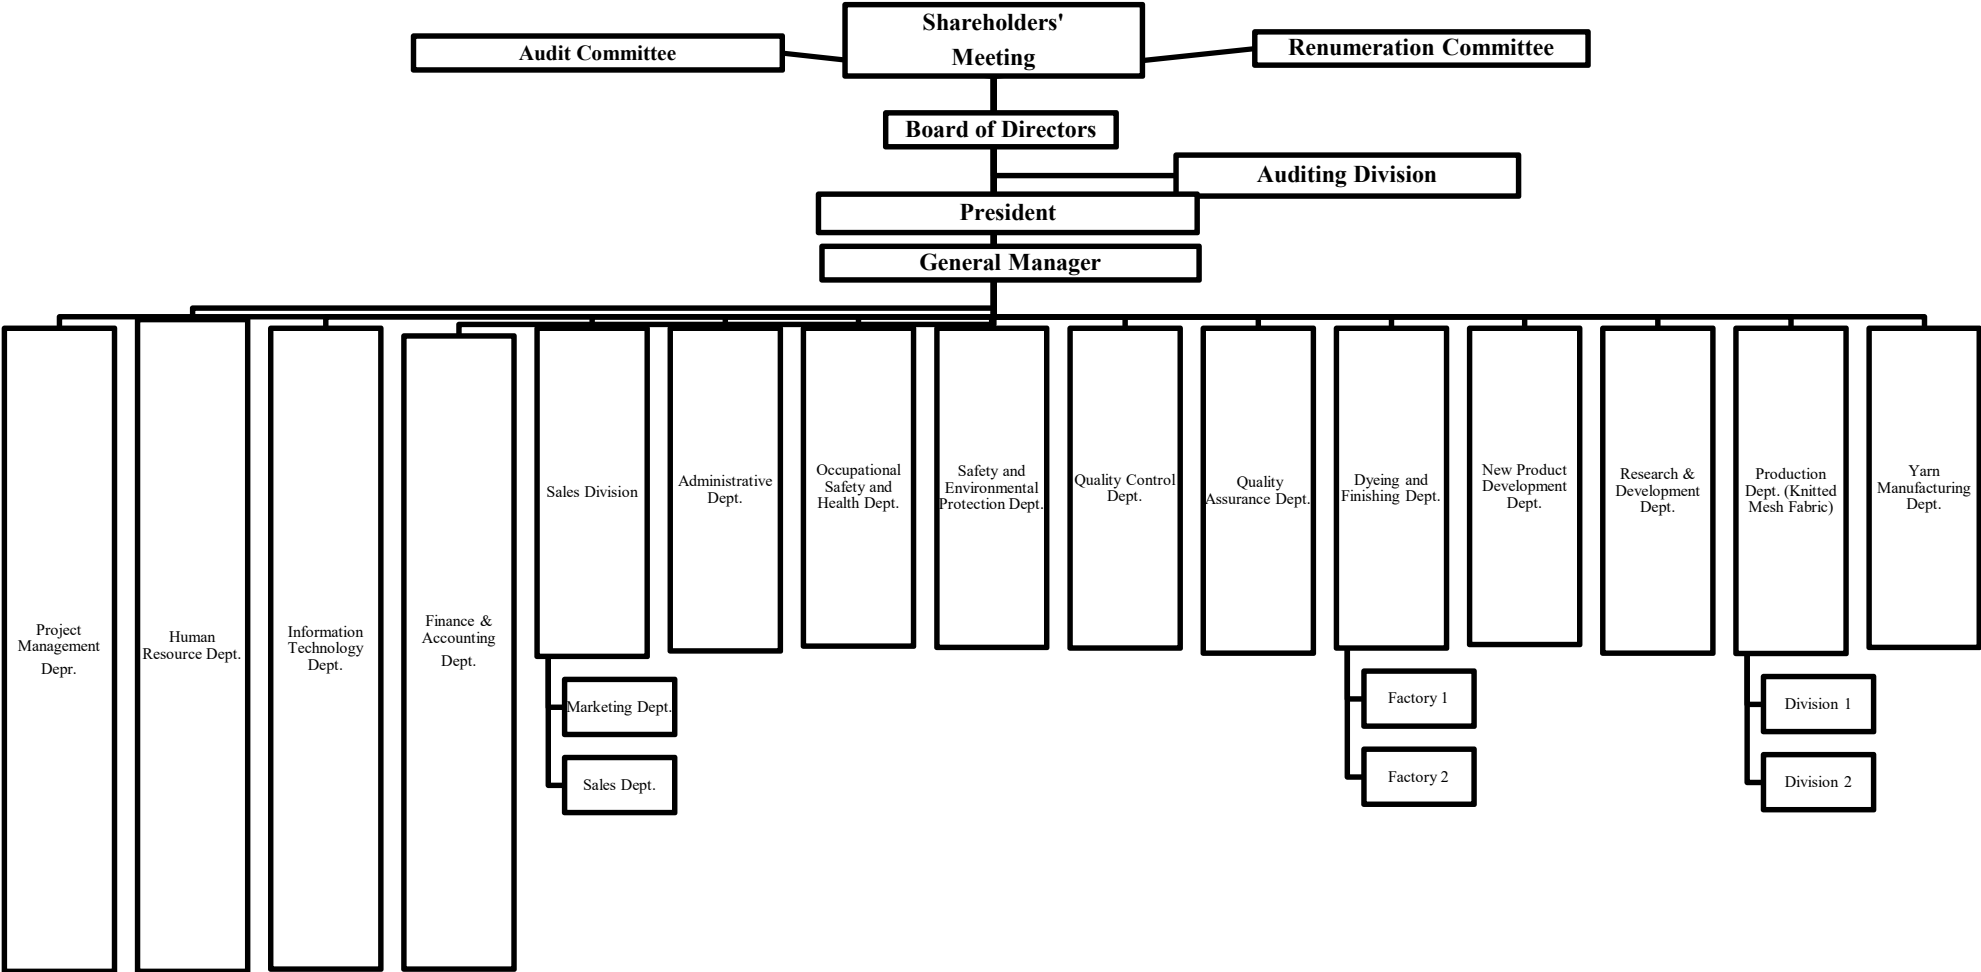 Shareholders'
Meeting
Audit Committee
Renumeration Committee
Board of Directors
Auditing Division
President
General Manager
Project
Management
Depr.
Human
Resource Dept.
Information
Technology
Dept.
Finance &
Accounting
Dept.
Sales Division
Administrative
Dept.
Occupational
Safety and
Health Dept.
Safety and
Environmental
Protection Dept.
Quality Control
Dept.
Quality
Assurance Dept.
Dyeing and
Finishing Dept.
New Product
Development
Dept.
Research &
Development
Dept.
Production
Dept. (Knitted
Mesh Fabric)
Yarn
Manufacturing
Dept.
Marketing Dept.
Sales Dept.
Factory 1
Factory 2
Division 1
Division 2